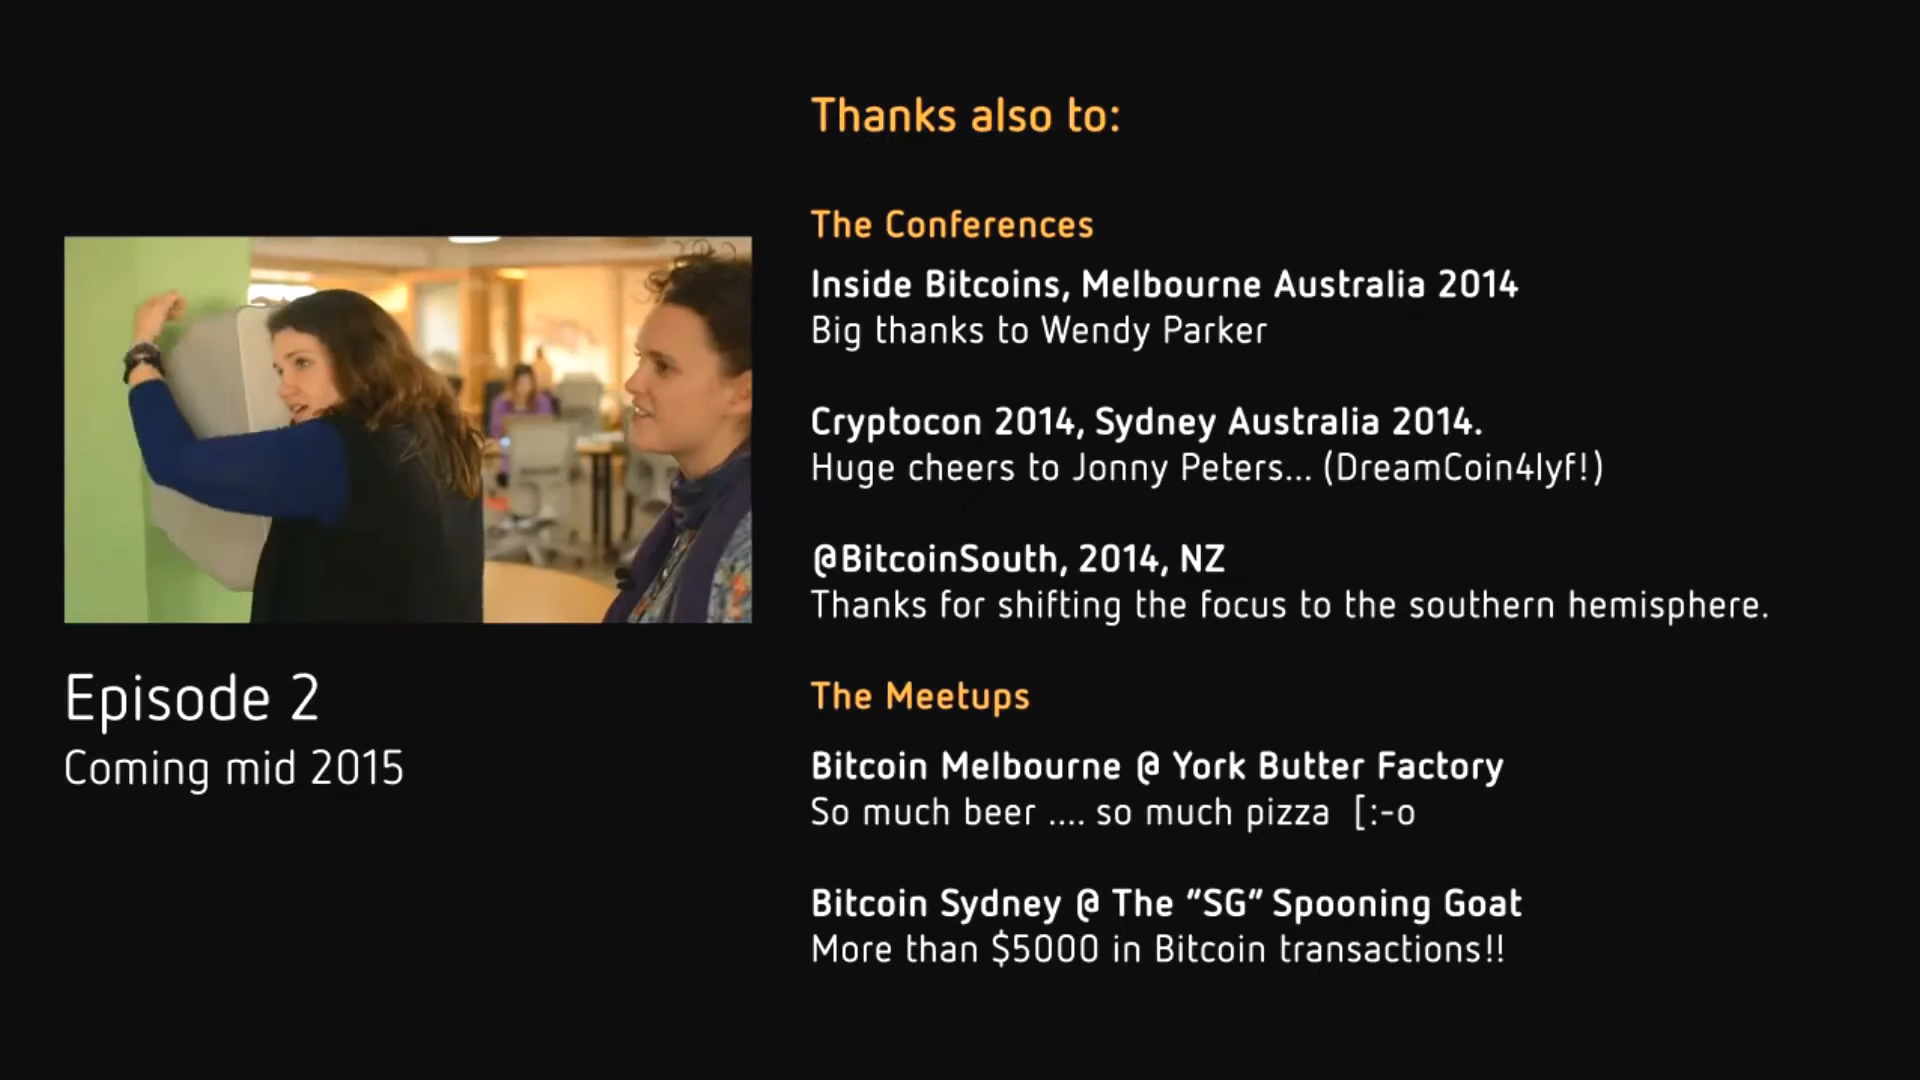 Thanks also to:
The Conferences
Inside Bitcoins, Melbourne Australia 2014
Big thanks to Wendy Parker
Cryptocon 2014, Sydney Australia 2014.
Huge cheers to Jonny Peters... (DreamCoin4lyf!)
@BitcoinSouth, 2014, NZ
Thanks for shifting the focus to the southern hemisphere.
The Meetups
Bitcoin Melbourne @ York Butter Factory
So much beer .... so much pizza  [:-o
Bitcoin Sydney @ The “SG” Spooning Goat
More than $5000 in Bitcoin transactions!!
Episode 2
Coming mid 2015